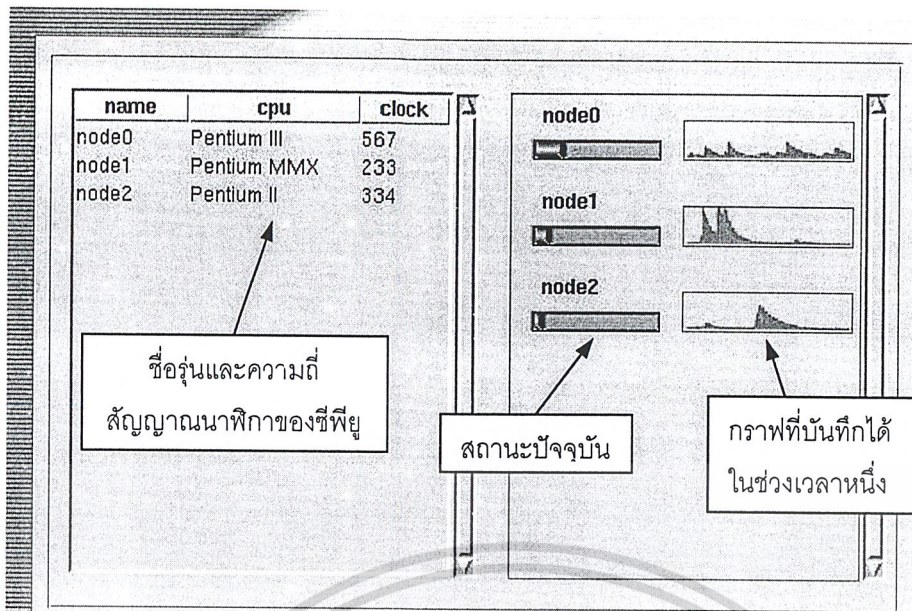 name cpu clock
node0 Pentium III 567
node1 Pentium MMX 233
node2 Pentium II 334
node0
node1
node2
ชื่อรุ่นและความถี่
สัญญาณนาฬิกาของซีพียู
สถานะปัจจุบัน
กราฟที่บันทึกได้
ในช่วงเวลาหนึ่ง